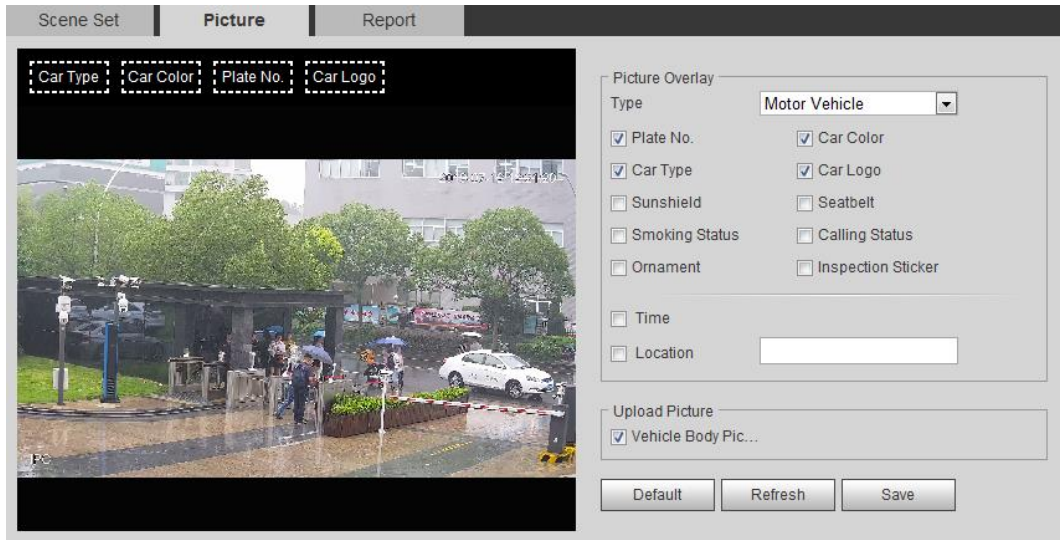 Scene Set Picture Report
Car Type Car Color Plate No. Car Logo
IPC
Picture Overlay
Type Motor Vehicle
Plate No. Car Color
Car Type Car Logo
Sunshield Seatbelt
Smoking Status Calling Status
Ornament Inspection Sticker
Time
Location
Upload Picture
Vehicle Body Pic...
Default Refresh Save